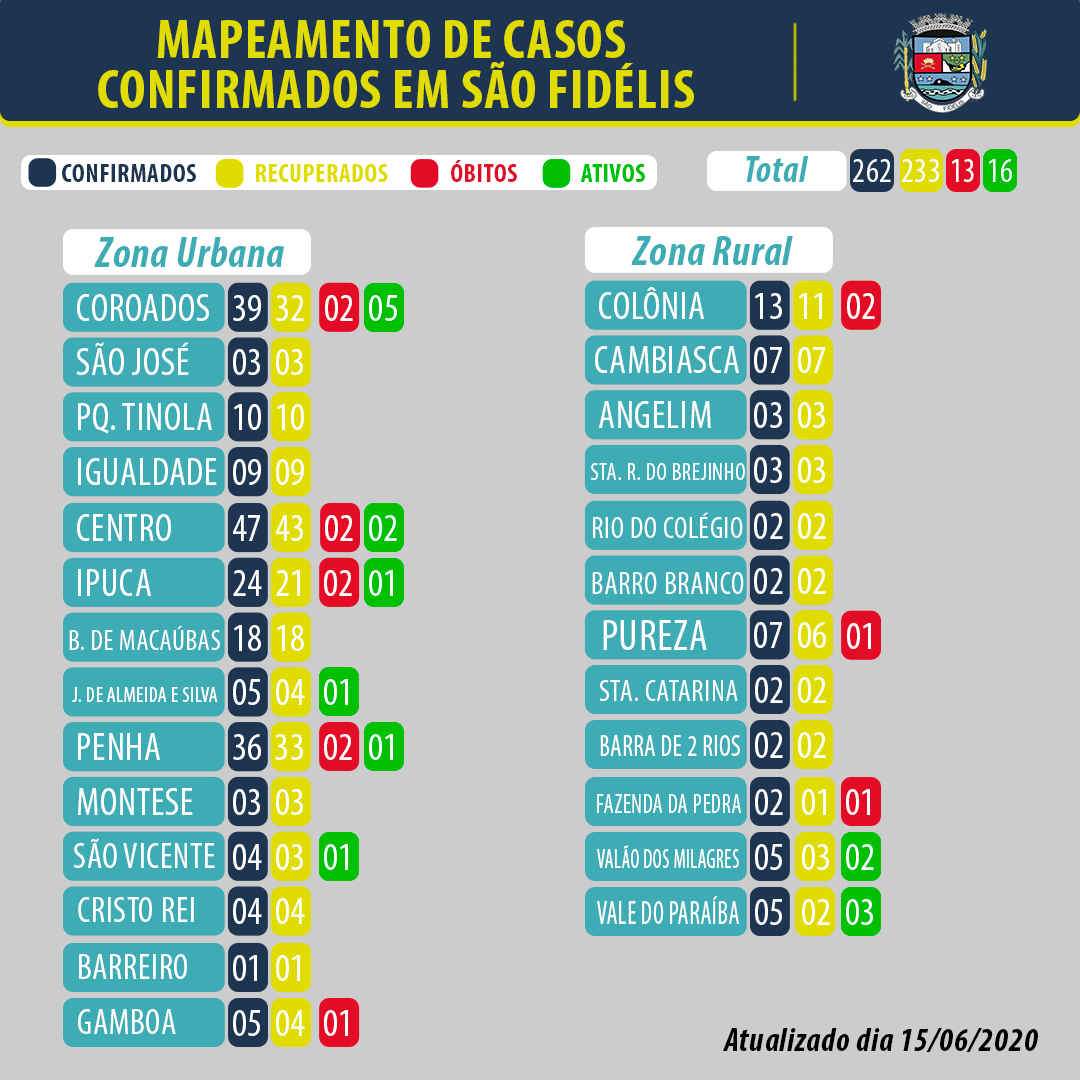 MAPEAMENTO DE CASOS
CONFIRMADOS EM SÃO FIDÉLIS
SÃO FIDÉLIS
CONFIRMADOS RECUPERADOS ÓBITOS ATIVOS
Total 262 233 13 16
Zona Urbana
COROADOS 39 32 02 05
SÃO JOSÉ 03 03
PQ. TINOLA 10 10
IGUALDADE 09 09
CENTRO 47 43 02 02
IPUCA 24 21 02 01
B. DE MACAÚBAS 18 18
J. DE ALMEIDA E SILVA 05 04 01
PENHA 36 33 02 01
MONTESE 03 03
SÃO VICENTE 04 03 01
CRISTO REI 04 04
BARREIRO 01 01
GAMBOA 05 04 01
Zona Rural
COLÔNIA 13 11 02
CAMBIASCA 07 07
ANGELIM 03 03
STA. R. DO BREJINHO 03 03
RIO DO COLÉGIO 02 02
BARRO BRANCO 02 02
PUREZA 07 06 01
STA. CATARINA 02 02
BARRA DE 2 RIOS 02 02
FAZENDA DA PEDRA 02 01 01
VALÃO DOS MILAGRES 05 03 02
VALE DO PARAÍBA 05 02 03
Atualizado dia 15/06/2020